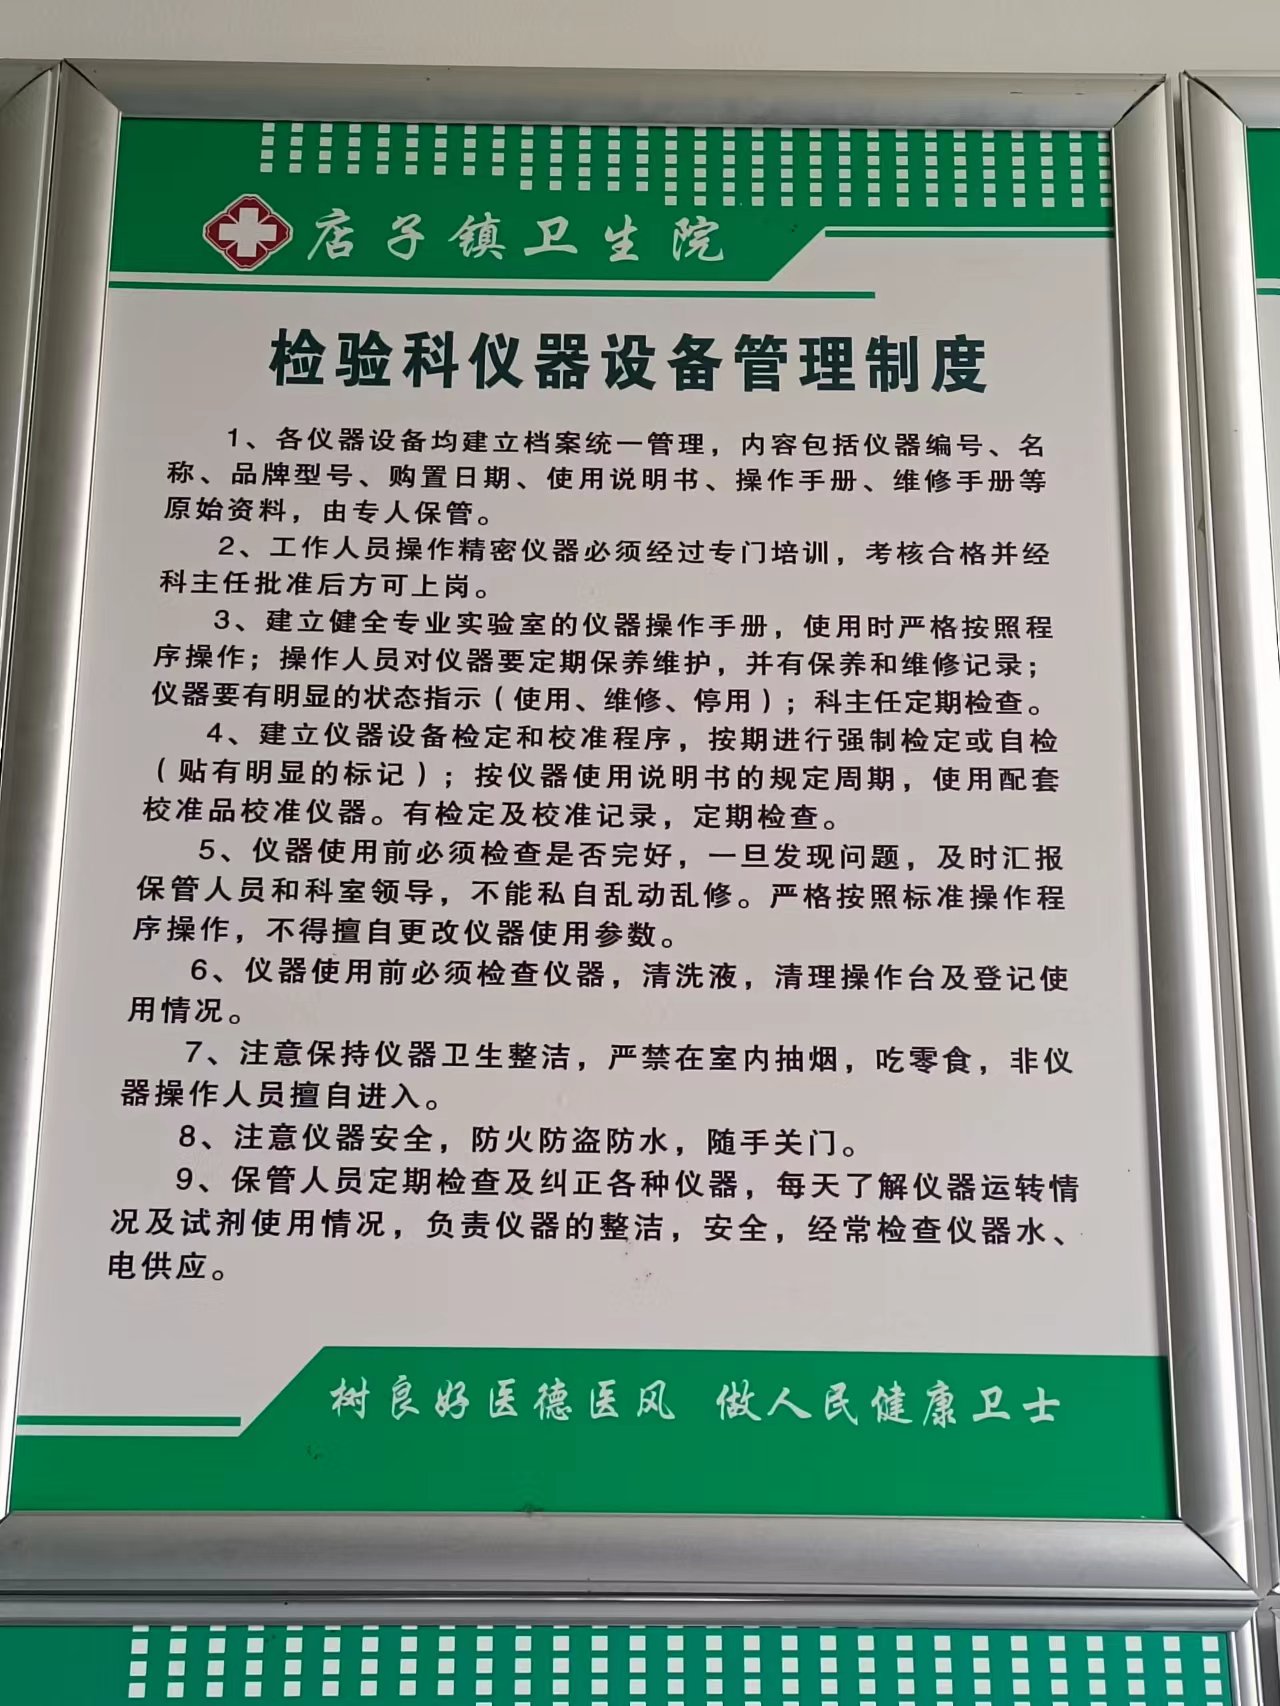 店子镇卫生院
检验科仪器设备管理制度
1、各仪器设备均建立档案统一管理，内容包括仪器编号、名
称、品牌型号、购置日期、使用说明书、操作手册、维修手册等
原始资料，由专人保管。
2、工作人员操作精密仪器必须经过专门培训，考核合格并经
科主任批准后方可上岗。
3、建立健全专业实验室的仪器操作手册，使用时严格按照程
序操作；操作人员对仪器要定期保养维护，并有保养和维修记录；
仪器要有明显的状态指示（使用、维修、停用）；科主任定期检查。
4、建立仪器设备检定和校准程序，按期进行强制检定或自检
（贴有明显的标记）；按仪器使用说明书的规定周期，使用配套
校准品校准仪器。有检定及校准记录，定期检查。
5、仪器使用前必须检查是否完好，一旦发现问题，及时汇报
保管人员和科室领导，不能私自乱动乱修。严格按照标准操作程
序操作，不得擅自更改仪器使用参数。
6、仪器使用前必须检查仪器，清洗液，清理操作台及登记使
用情况。
7、注意保持仪器卫生整洁，严禁在室内抽烟，吃零食，非仪
器操作人员擅自进入。
8、注意仪器安全，防火防盗防水，随手关门。
9、保管人员定期检查及纠正各种仪器，每天了解仪器运转情
况及试剂使用情况，负责仪器的整洁，安全，经常检查仪器水、
电供应。
树良好医德医风 做人民健康卫士